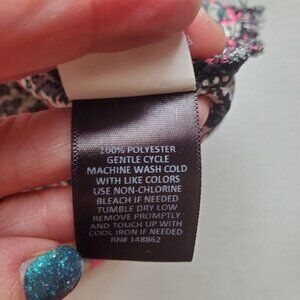 100% POLYESTER
GENTLE CYCLE
MACHINE WASH COLD
WITH LIKE COLORS
USE NON-CHLORINE
BLEACH IF NEEDED
TUMBLE DRY LOW
REMOVE PROMPTLY
AND TOUCH UP WITH
COOL IRON IF NEEDED
RN# 148862